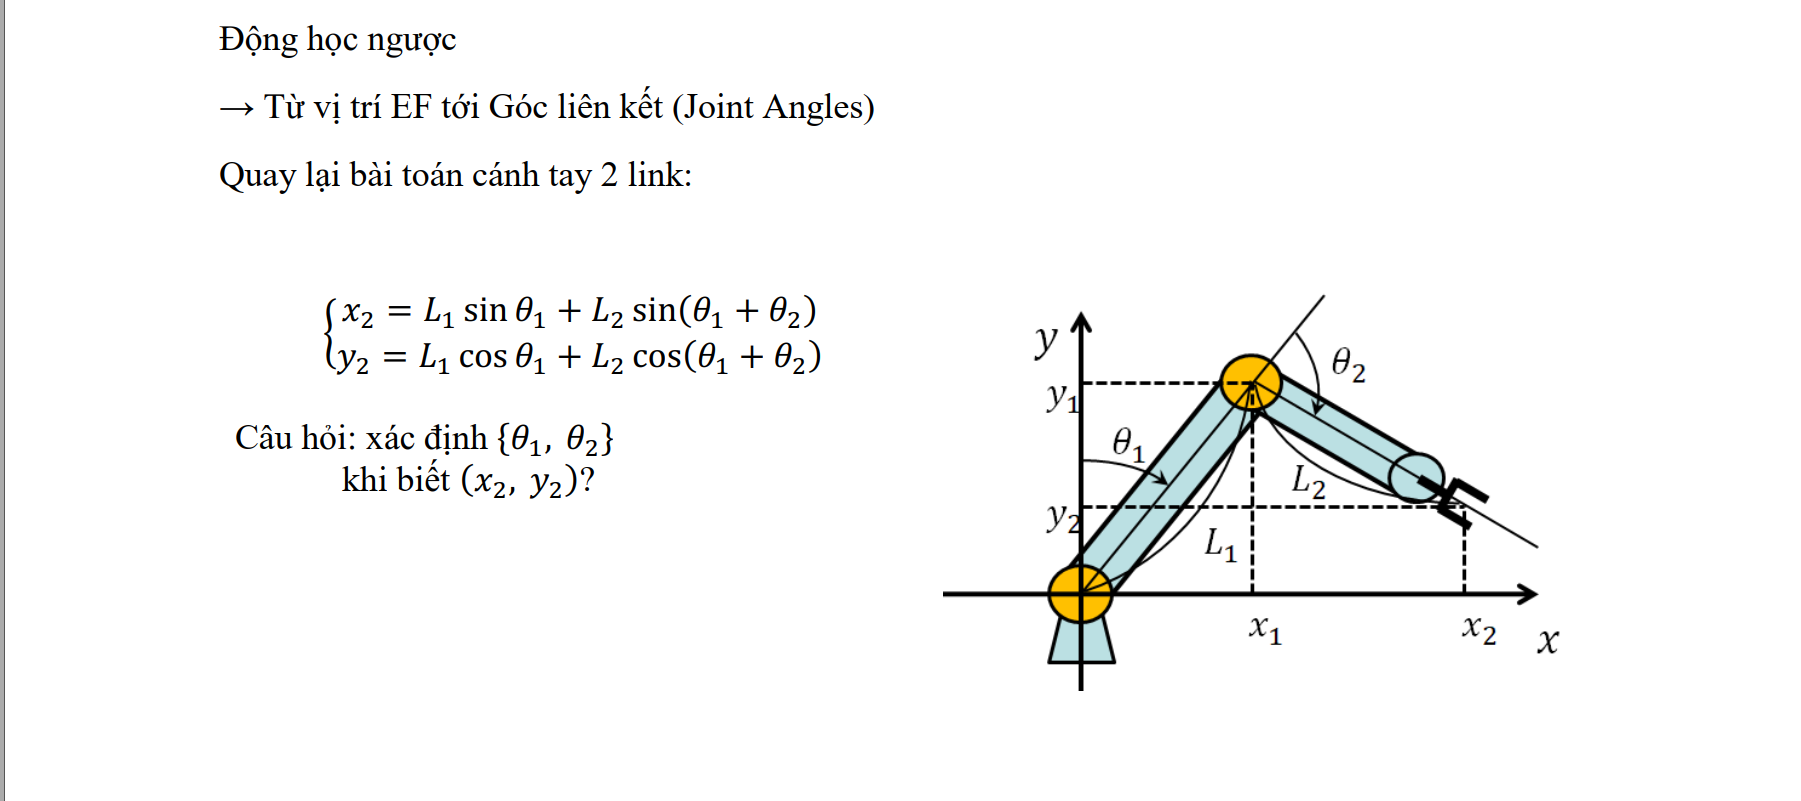 Động học ngược
→ Từ vị trí EF tới Góc liên kết (Joint Angles)
Quay lại bài toán cánh tay 2 link:
x₂ = L₁ sin θ₁ + L₂ sin(θ₁ + θ₂)
y₂ = L₁ cos θ₁ + L₂ cos(θ₁ + θ₂)
Câu hỏi: xác định {θ₁, θ₂}
khi biết (x₂, y₂)?
y
θ₂
y₁
θ₁
L₂
y₂
L₁
x₁
x₂
x